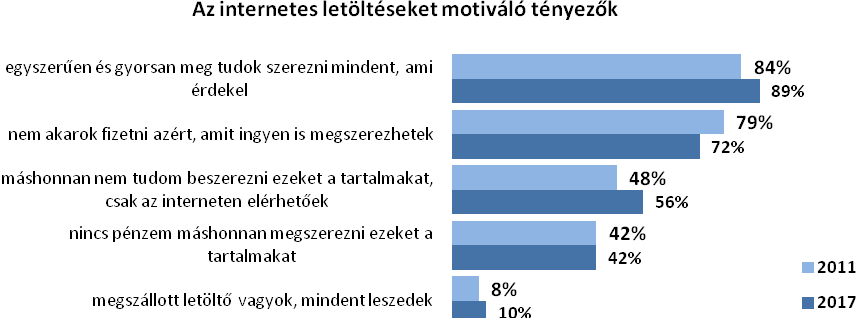 Az internetes letöltéseket motiváló tényezők
egyszerűen és gyorsan meg tudok szerezni mindent, ami
érdekel
84%
89%
nem akarok fizetni azért, amit ingyen is megszerezhetek
79%
72%
máshonnan nem tudom beszerezni ezeket a tartalmakat,
csak az interneten elérhetőek
48%
56%
nincs pénzem máshonnan megszerezni ezeket a
tartalmakat
42%
42%
megszállott letöltő vagyok, mindent leszedek
8%
10%
2011
2017